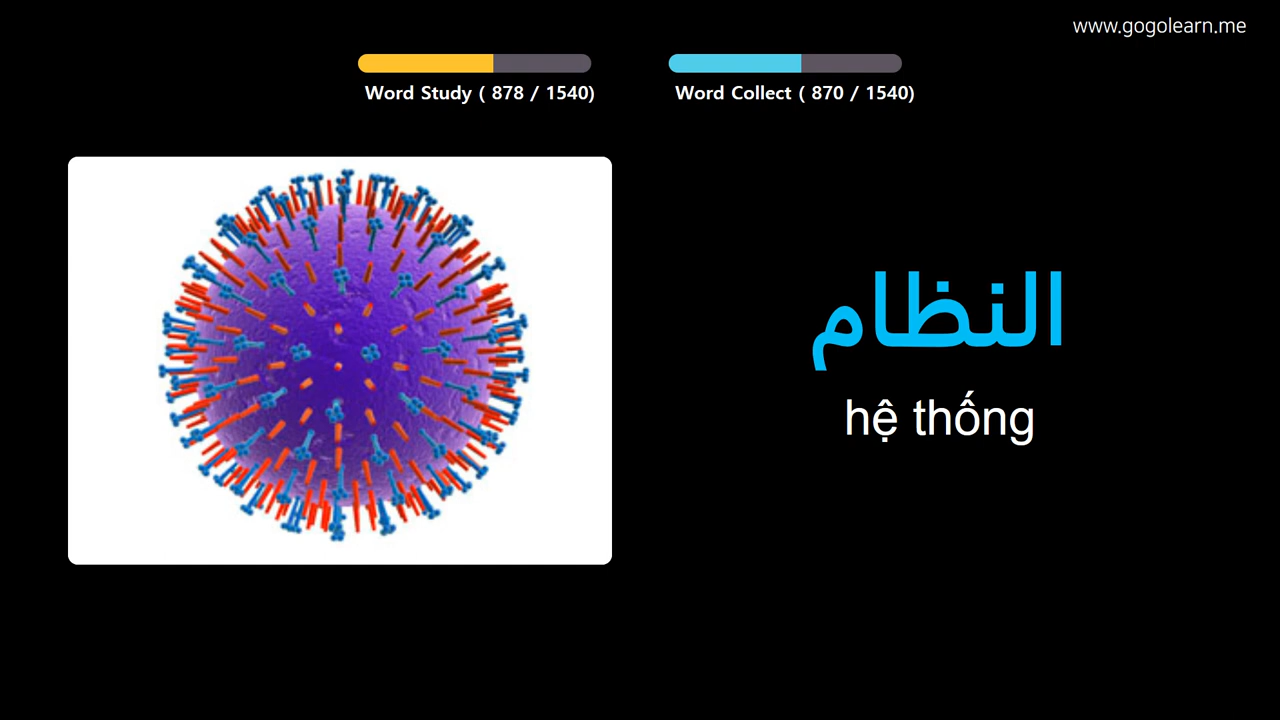 www.gogolearn.me
Word Study ( 878 / 1540)
Word Collect ( 870 / 1540)
النظام
hệ thống